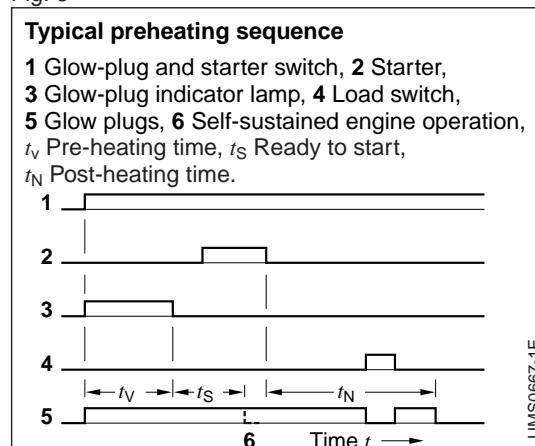 Typical preheating sequence
1 Glow-plug and starter switch, 2 Starter,
3 Glow-plug indicator lamp, 4 Load switch,
5 Glow plugs, 6 Self-sustained engine operation,
tV Pre-heating time, tS Ready to start,
tN Post-heating time.
1
2
3
4
tV tS tN
5
6 Time t
UMS0667-1E